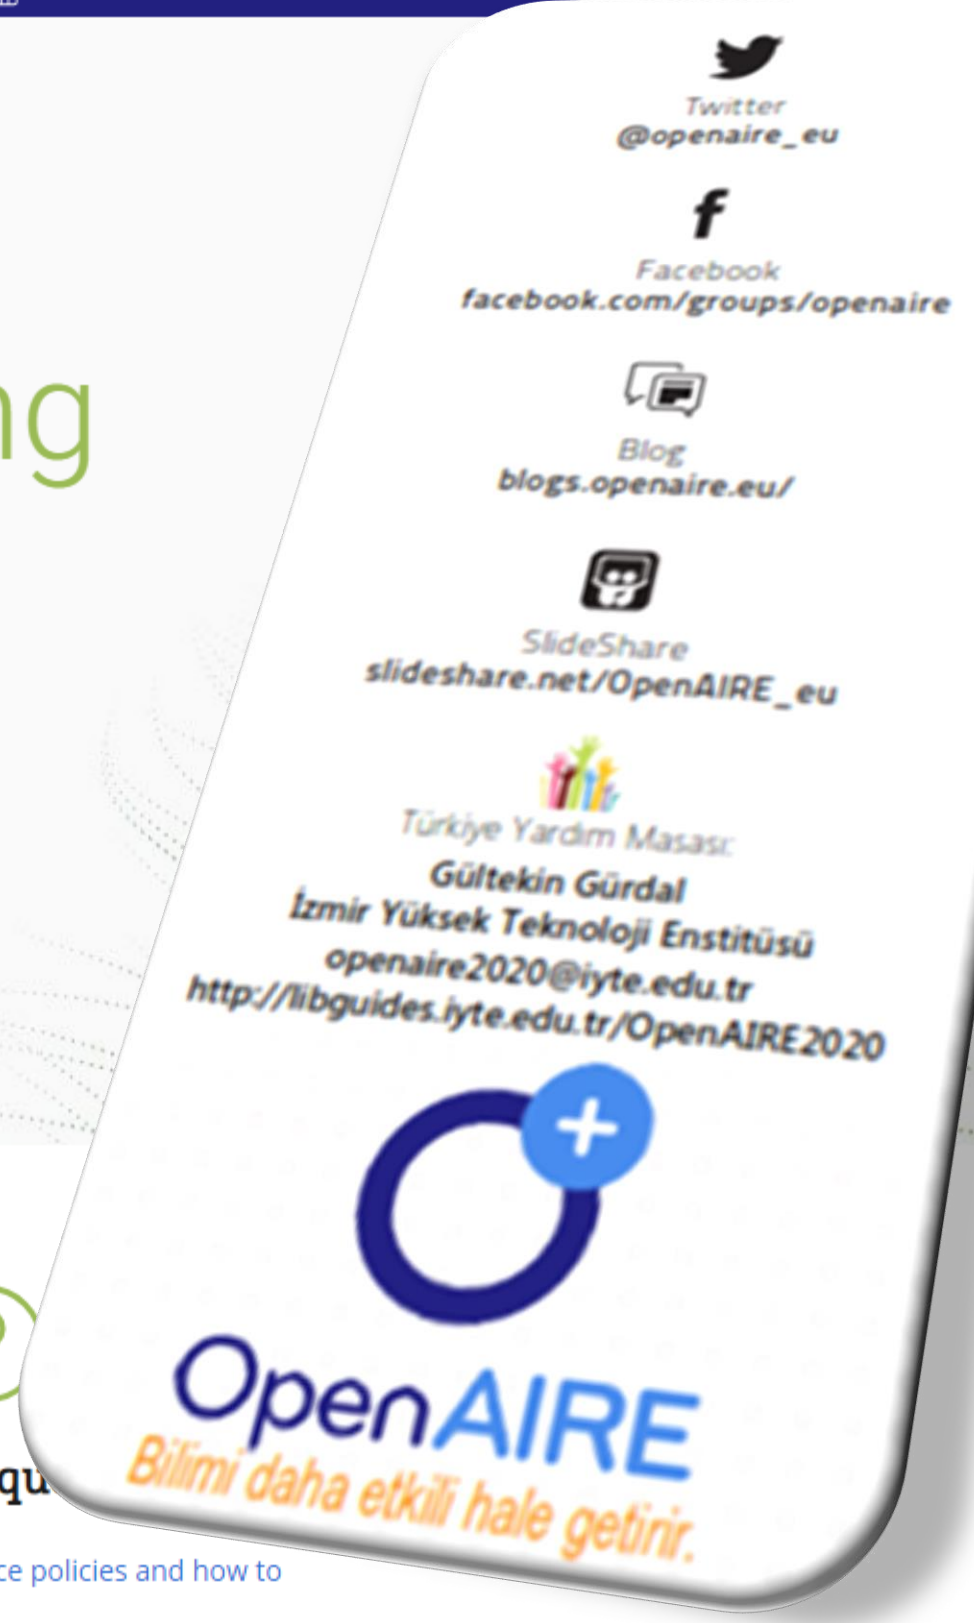 ng
Twitter
@openaire_eu
Facebook
facebook.com/groups/openaire
Blog
blogs.openaire.eu/
SlideShare
slideshare.net/OpenAIRE_eu
Türkiye Yardım Masası:
Gültekin Gürdal
İzmir Yüksek Teknoloji Enstitüsü
openaire2020@iyte.edu.tr
http://libguides.iyte.edu.tr/OpenAIRE2020
OpenAIRE
Bilimi daha etkili hale getirir.
qu
ce policies and how to